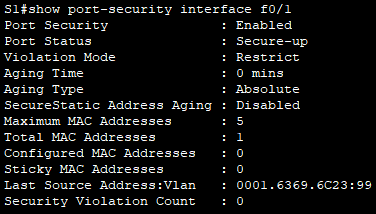 S1#show port-security interface f0/1
Port Security : Enabled
Port Status : Secure-up
Violation Mode : Restrict
Aging Time : 0 mins
Aging Type : Absolute
SecureStatic Address Aging : Disabled
Maximum MAC Addresses : 5
Total MAC Addresses : 1
Configured MAC Addresses : 0
Sticky MAC Addresses : 0
Last Source Address:Vlan : 0001.6369.6C23:99
Security Violation Count : 0